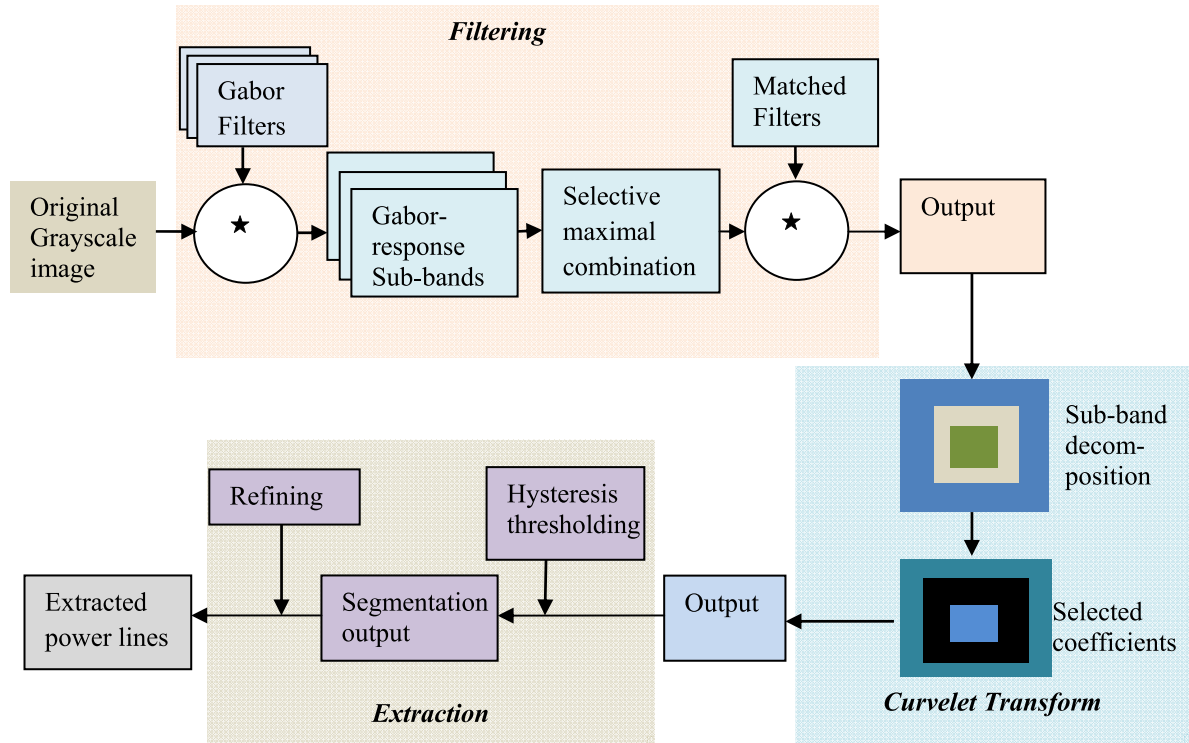 Filtering
Gabor
Filters
Matched
Filters
Original
Grayscale
image
★
Gabor-
response
Sub-bands
Selective
maximal
combination
★
Output
Sub-band
decom-
position
Selected
coefficients
Curvelet Transform
Output
Hysteresis
thresholding
Segmentation
output
Refining
Extracted
power lines
Extraction